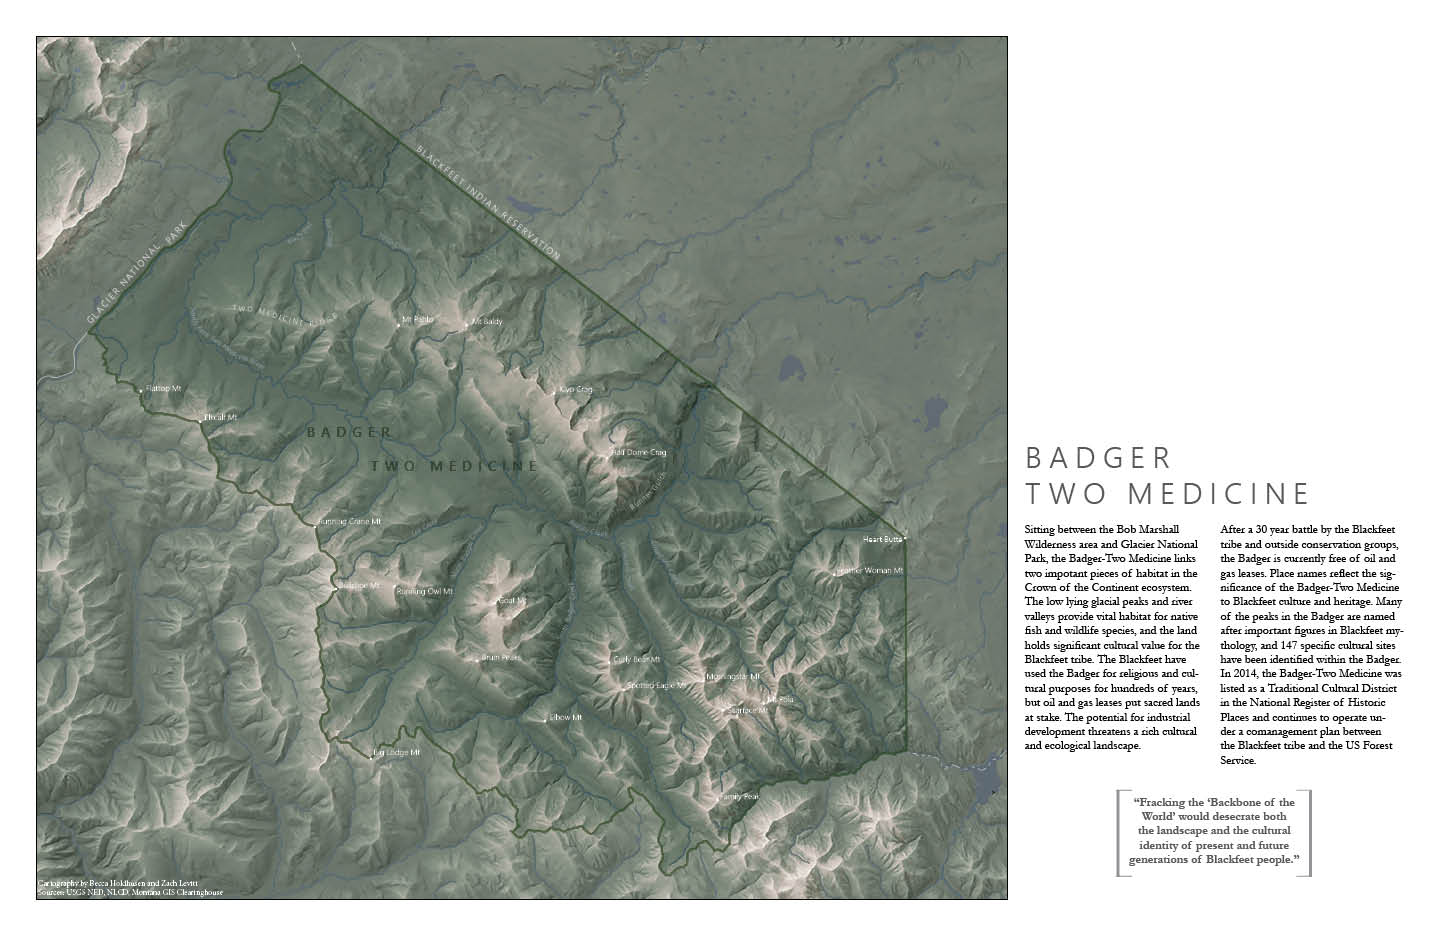 BLACKFEET INDIAN RESERVATION
GLACIER NATIONAL PARK
TWO MEDICINE RIDGE
Mt Pablo
Mt Baldy
Flattop Mt
Elkcalf Mt
Kiyo Crag
BADGER
TWO MEDICINE
Half Dome Crag
Running Crane Mt
Heart Butte
Feather Woman Mt
Bullshoe Mt
Running Owl Mt
Goat Mt
Bruin Peaks
Curly Bear Mt
Spotted Eagle Mt
Morningstar Mt
Mt Poia
Scarface Mt
Elbow Mt
Big Lodge Mt
Family Peak
Cartography by Becca Holdhusen and Zach Levitt
Sources: USGS NED, NLCD, Montana GIS Clearinghouse
BADGER
TWO MEDICINE
Sitting between the Bob Marshall
Wilderness area and Glacier National
Park, the Badger-Two Medicine links
two impotant pieces of habitat in the
Crown of the Continent ecosystem.
The low lying glacial peaks and river
valleys provide vital habitat for native
fish and wildlife species, and the land
holds significant cultural value for the
Blackfeet tribe. The Blackfeet have
used the Badger for religious and cul-
tural purposes for hundreds of years,
but oil and gas leases put sacred lands
at stake. The potential for industrial
development threatens a rich cultural
and ecological landscape.
After a 30 year battle by the Blackfeet
tribe and outside conservation groups,
the Badger is currently free of oil and
gas leases. Place names reflect the sig-
nificance of the Badger-Two Medicine
to Blackfeet culture and heritage. Many
of the peaks in the Badger are named
after important figures in Blackfeet my-
thology, and 147 specific cultural sites
have been identified within the Badger.
In 2014, the Badger-Two Medicine was
listed as a Traditional Cultural District
in the National Register of Historic
Places and continues to operate un-
der a comanagement plan between
the Blackfeet tribe and the US Forest
Service.
“Fracking the ‘Backbone of the
World’ would desecrate both
the landscape and the cultural
identity of present and future
generations of Blackfeet people.”